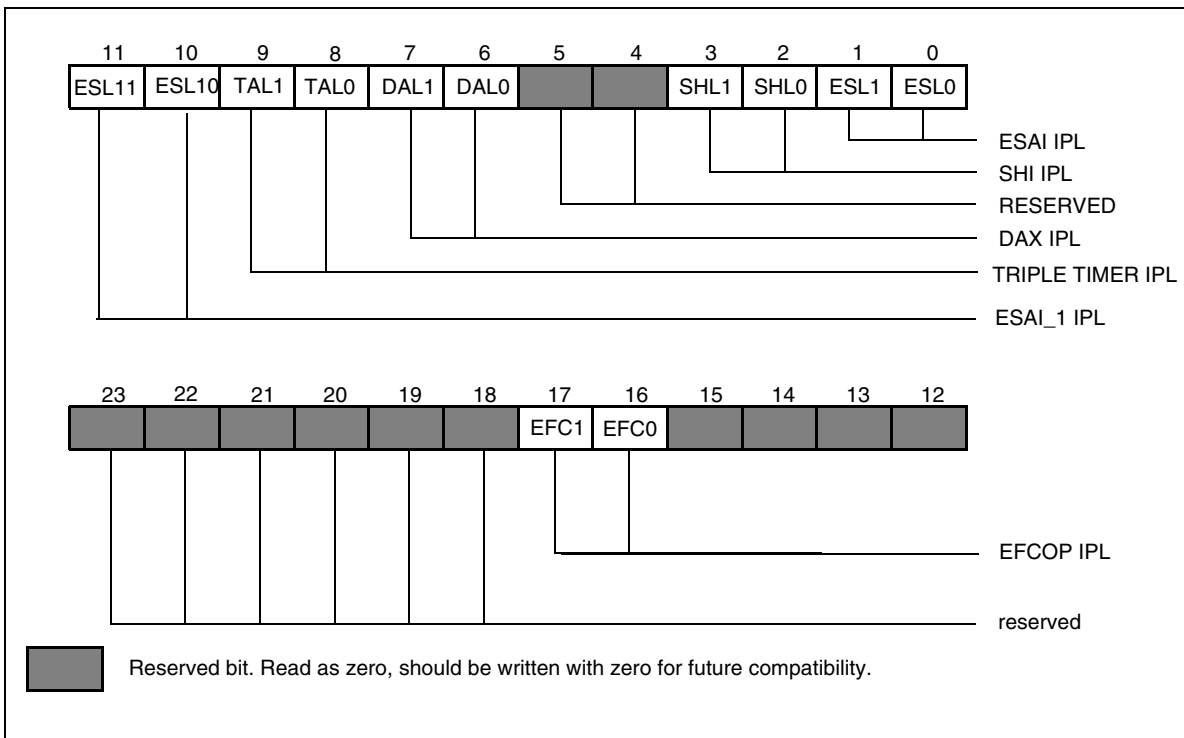 11 10 9 8 7 6 5 4 3 2 1 0
ESL11 ESL10 TAL1 TAL0 DAL1 DAL0 SHL1 SHL0 ESL1 ESL0
ESAI IPL
SHI IPL
RESERVED
DAX IPL
TRIPLE TIMER IPL
ESAI_1 IPL
23 22 21 20 19 18 17 16 15 14 13 12
EFC1 EFC0
EFCOP IPL
reserved
Reserved bit. Read as zero, should be written with zero for future compatibility.